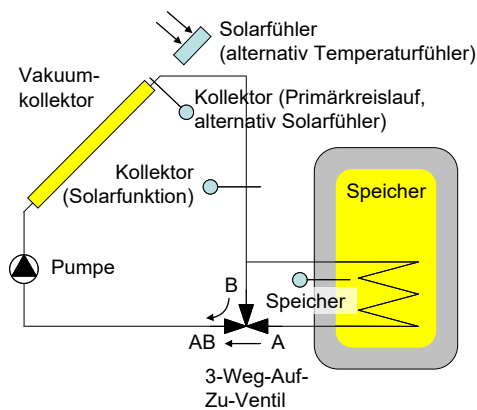 Solarfühler
(alternativ Temperaturfühler)
Vakuum-
kollektor
Kollektor (Primärkreislauf,
alternativ Solarfühler)
Kollektor
(Solarfunktion)
Speicher
Pumpe
B
Speicher
AB
A
3-Weg-Auf-
Zu-Ventil